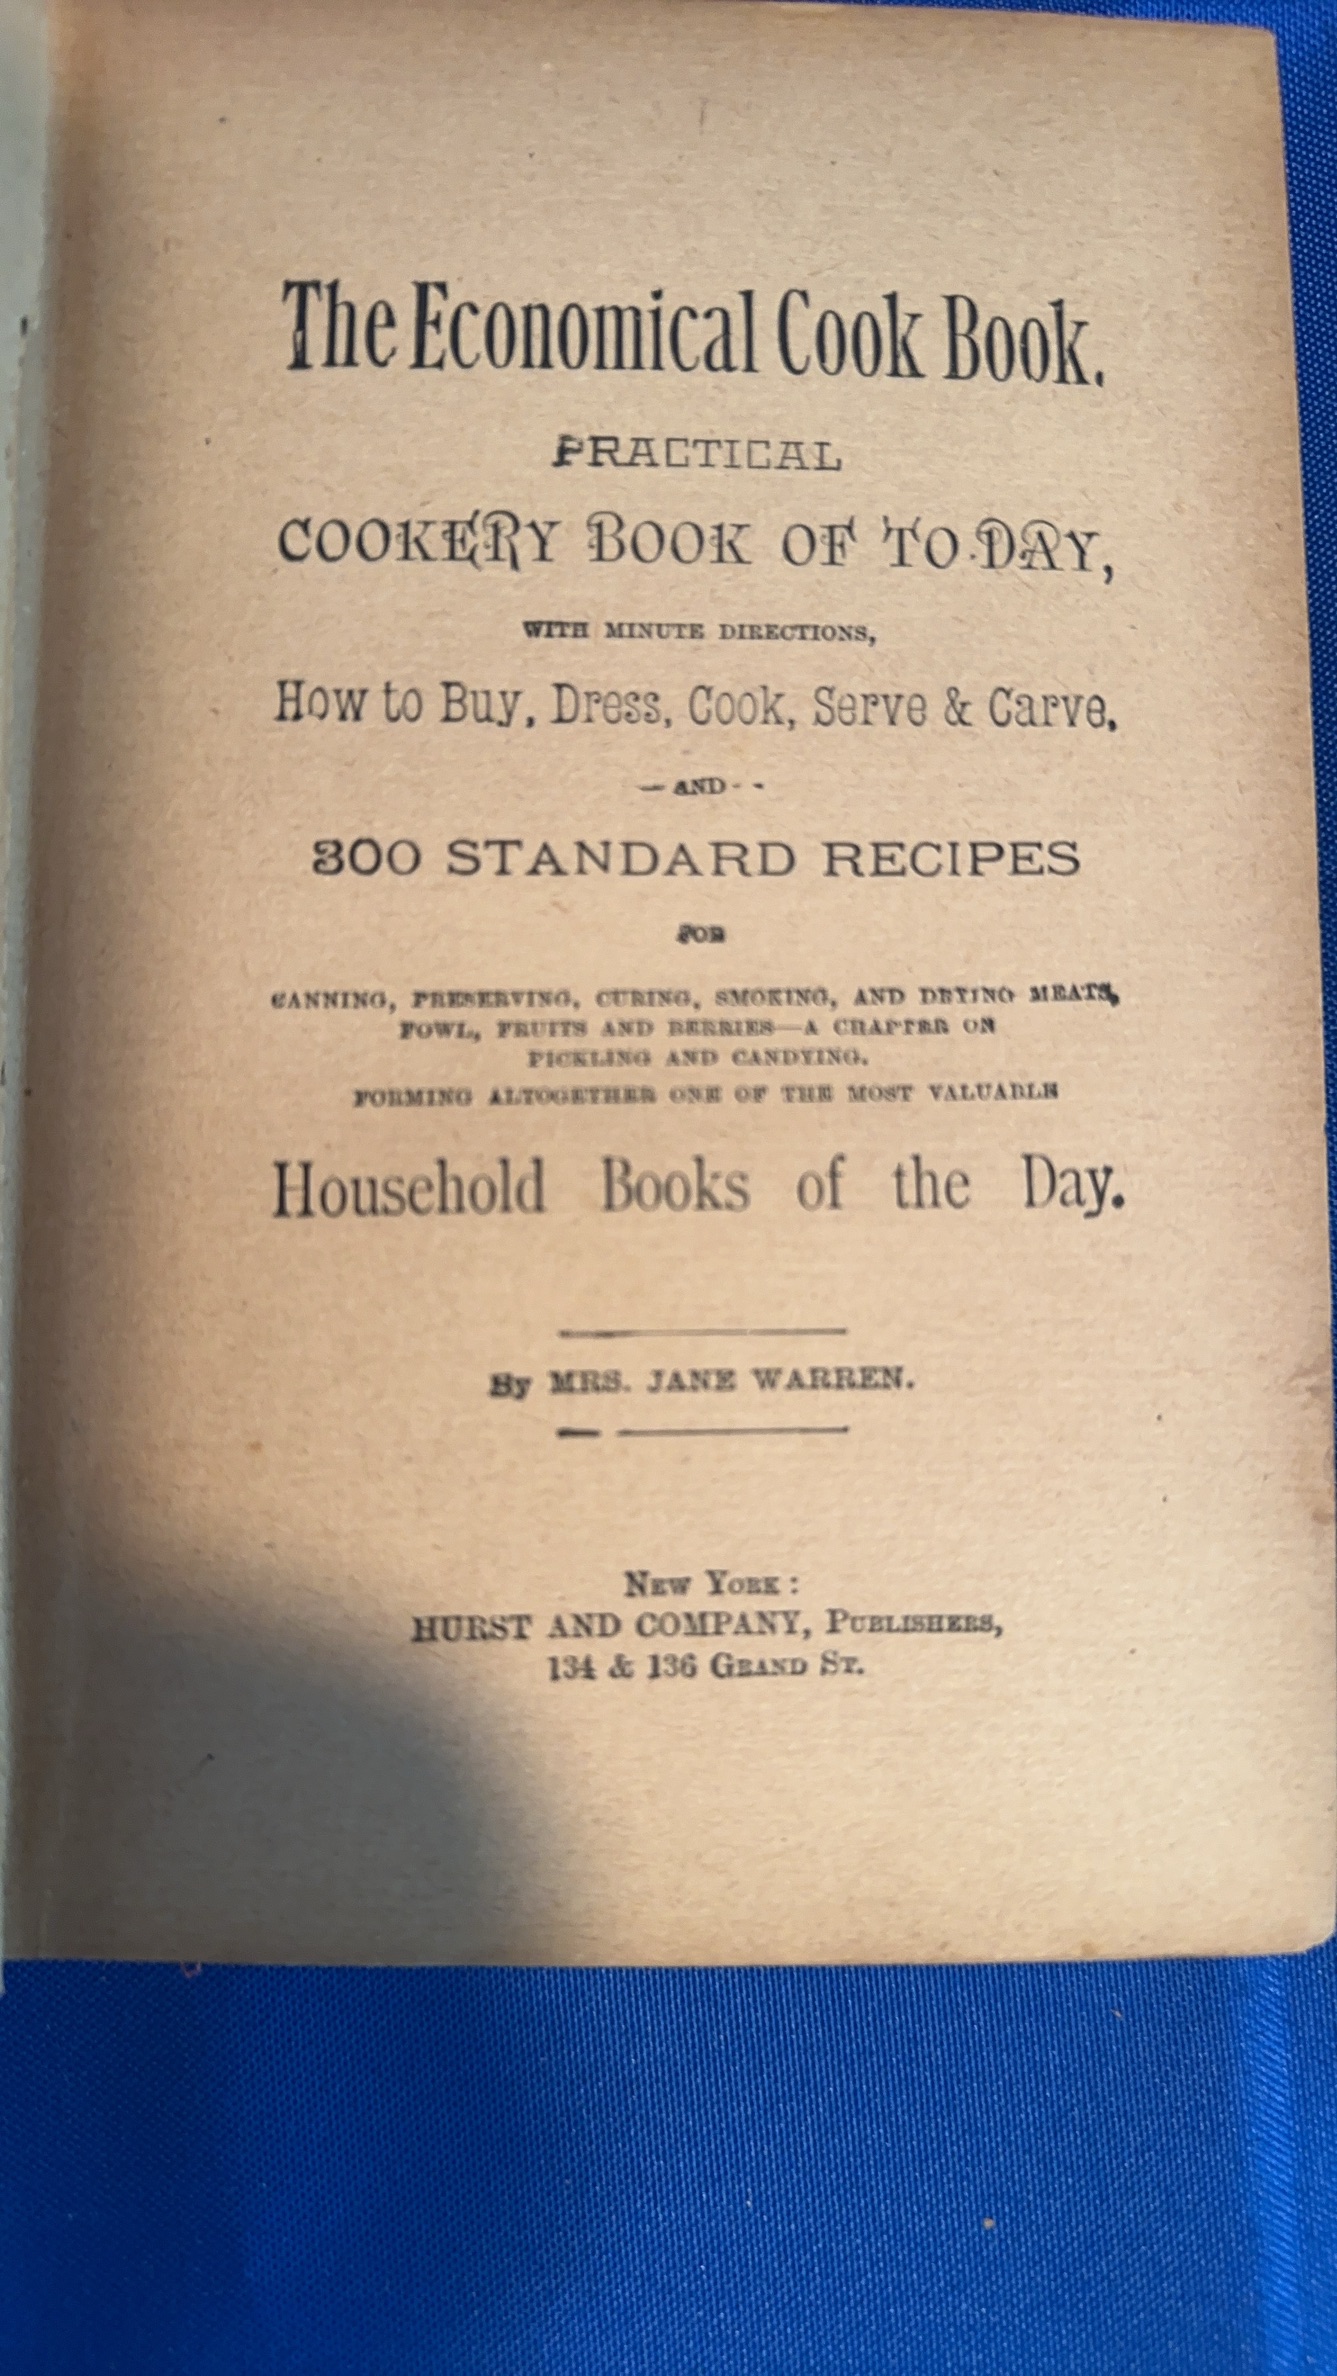 The Economical Cook Book.
PRACTICAL
COOKERY BOOK OF TO-DAY,
WITH MINUTE DIRECTIONS,
How to Buy, Dress, Cook, Serve & Carve,
— AND - -
300 STANDARD RECIPES
FOR
CANNING, PRESERVING, CURING, SMOKING, AND DRYING MEATS,
FOWL, FRUITS AND BERRIES—A CHAPTER ON
PICKLING AND CANDYING.
FORMING ALTOGETHER ONE OF THE MOST VALUABLE
Household Books of the Day.
By MRS. JANE WARREN.
NEW YORK:
HURST AND COMPANY, PUBLISHERS,
134 & 136 GRAND ST.